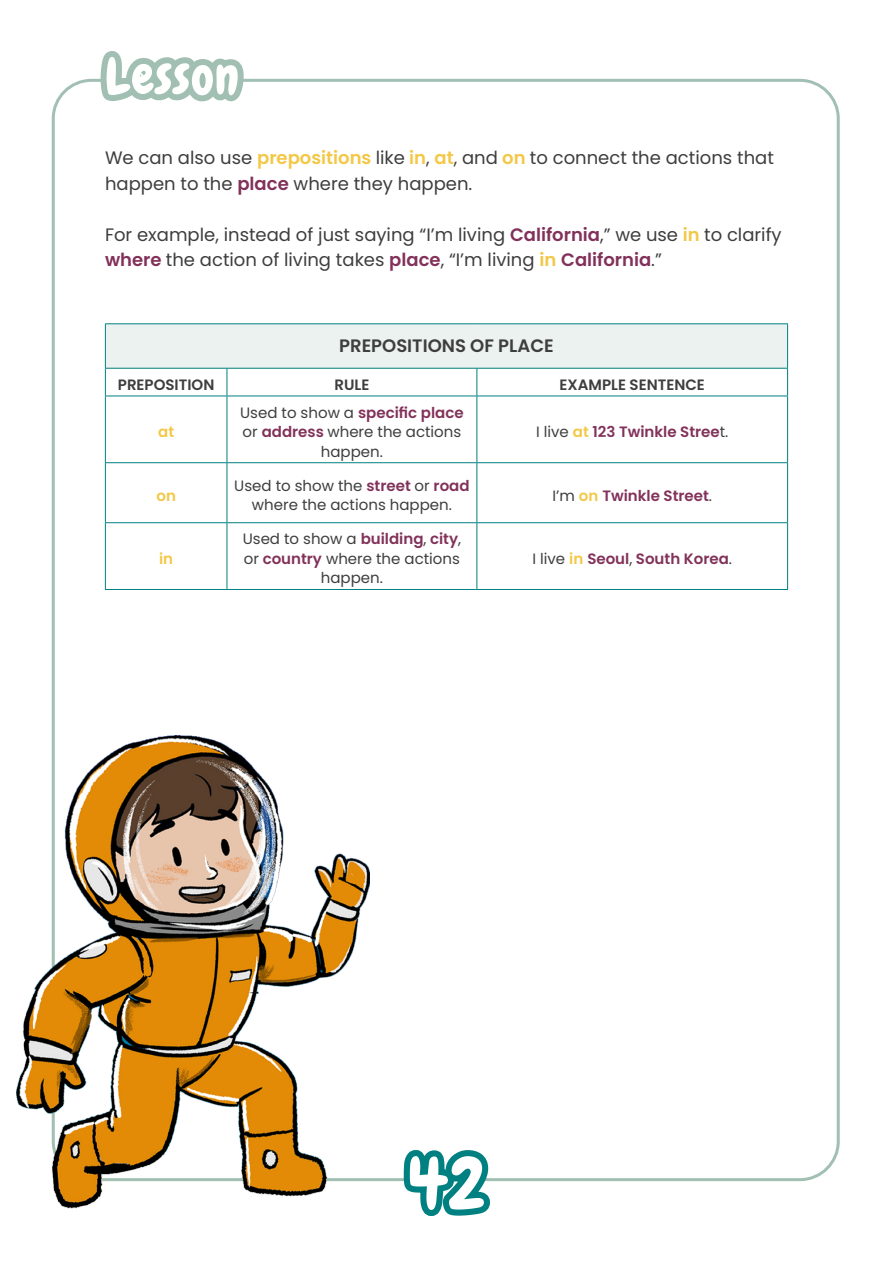 Lesson
We can also use prepositions like in, at, and on to connect the actions that
happen to the place where they happen.
For example, instead of just saying “I’m living California,” we use in to clarify
where the action of living takes place, “I’m living in California.”
PREPOSITIONS OF PLACE
PREPOSITION RULE EXAMPLE SENTENCE
at
Used to show a specific place
or address where the actions
happen.
I live at 123 Twinkle Street.
on
Used to show the street or road
where the actions happen.
I’m on Twinkle Street.
in
Used to show a building, city,
or country where the actions
happen.
I live in Seoul, South Korea.
42